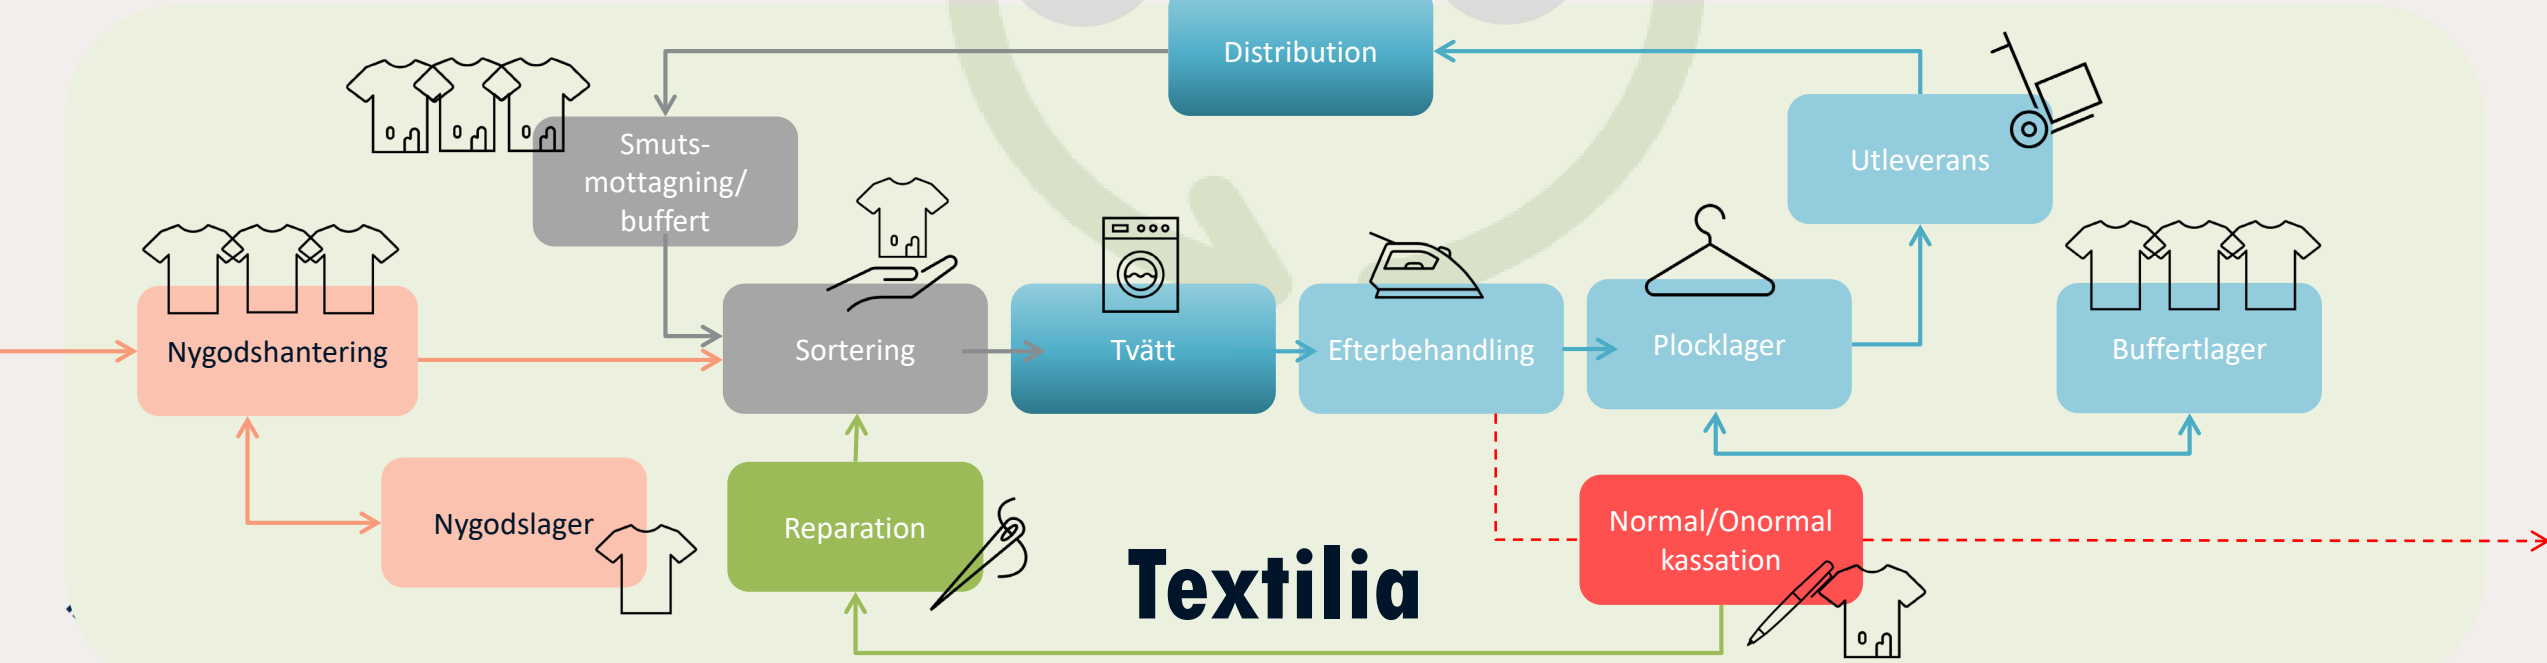 Distribution
Smuts-
mottagning/
buffert
Utleverans
Nygodshantering
Sortering
Tvätt
Efterbehandling
Plocklager
Buffertlager
Nygodslager
Reparation
Normal/Onormal
kassation
Textilia